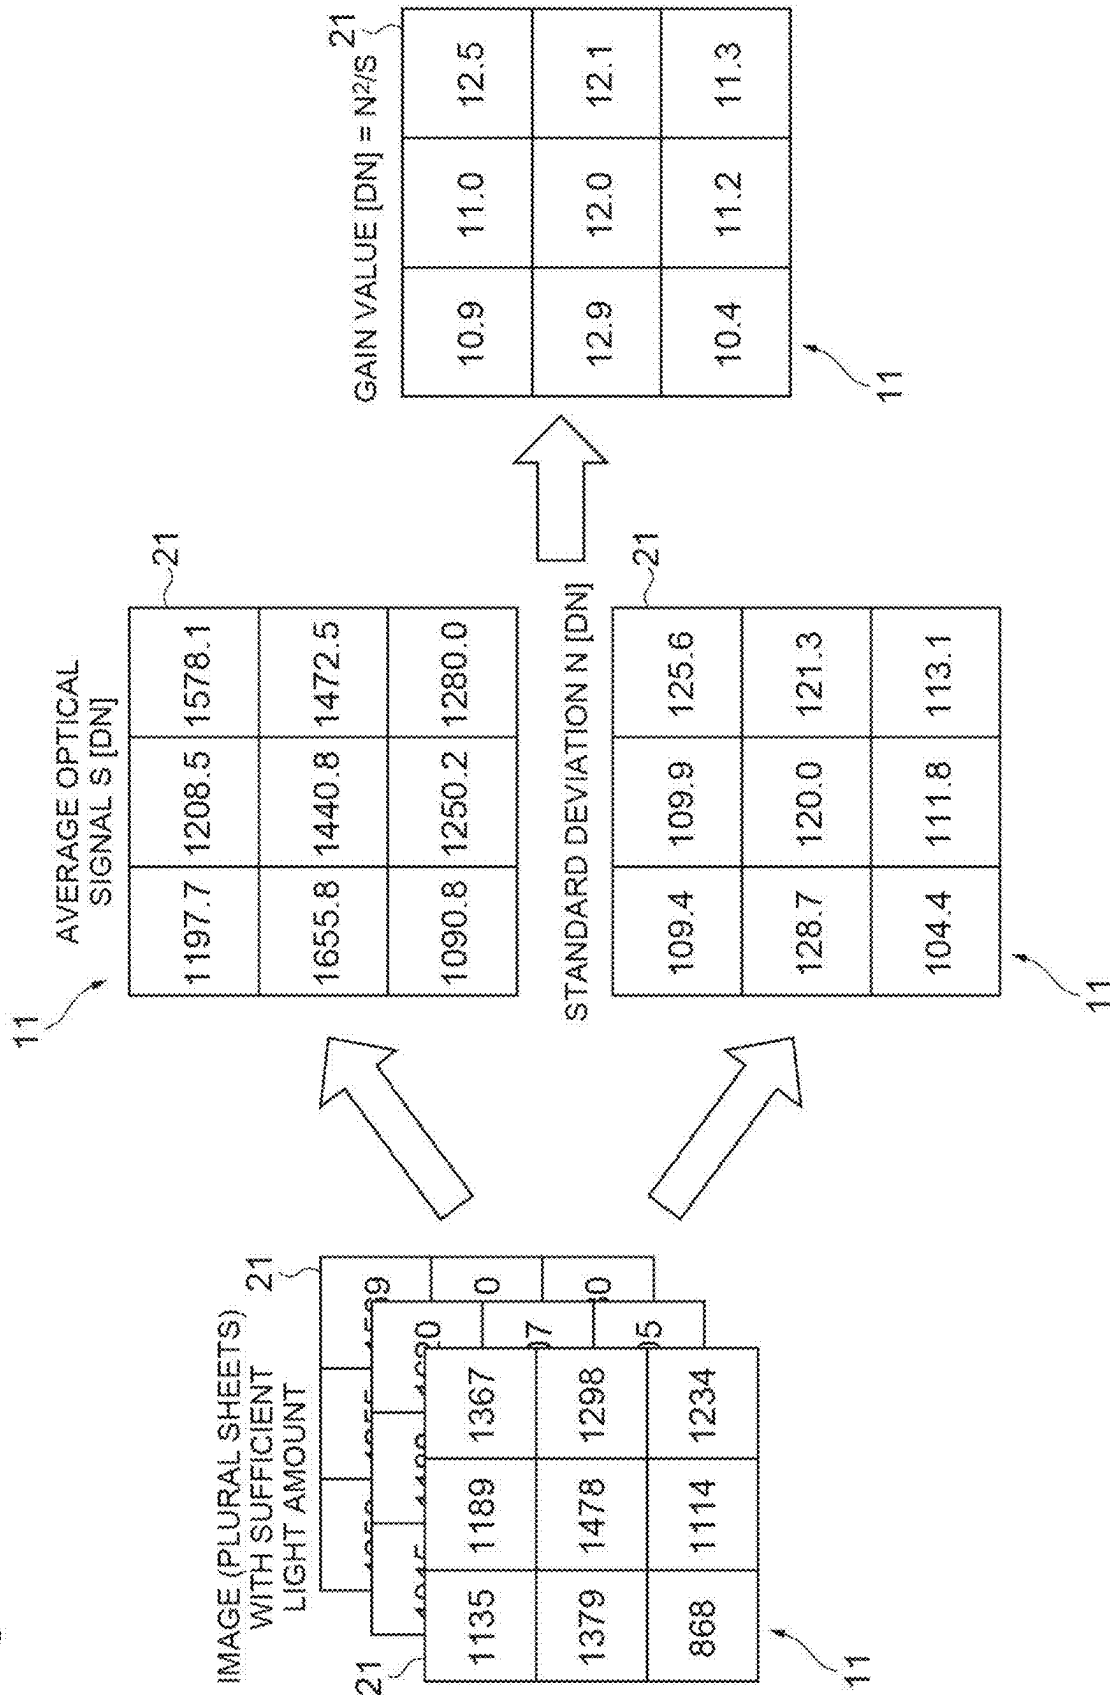 IMAGE (PLURAL SHEETS)
WITH SUFFICIENT
LIGHT AMOUNT
21
21
1135 1189 1367
1379 1478 1298
868 1114 1234
11
AVERAGE OPTICAL
SIGNAL S [DN]
11
21
1197.7 1208.5 1578.1
1655.8 1440.8 1472.5
1090.8 1250.2 1280.0
STANDARD DEVIATION N [DN]
21
109.4 109.9 125.6
128.7 120.0 121.3
104.4 111.8 113.1
11
GAIN VALUE [DN] = N²/S
21
10.9 11.0 12.5
12.9 12.0 12.1
10.4 11.2 11.3
11